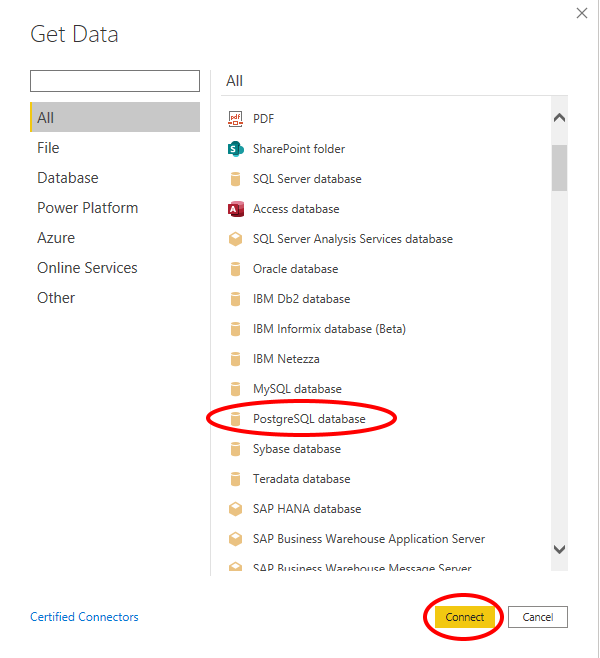 Get Data
All
File
Database
Power Platform
Azure
Online Services
Other
All
PDF
SharePoint folder
SQL Server database
Access database
SQL Server Analysis Services database
Oracle database
IBM Db2 database
IBM Informix database (Beta)
IBM Netezza
MySQL database
PostgreSQL database
Sybase database
Teradata database
SAP HANA database
SAP Business Warehouse Application Server
SAP Business Warehouse Message Server
Certified Connectors
Connect
Cancel